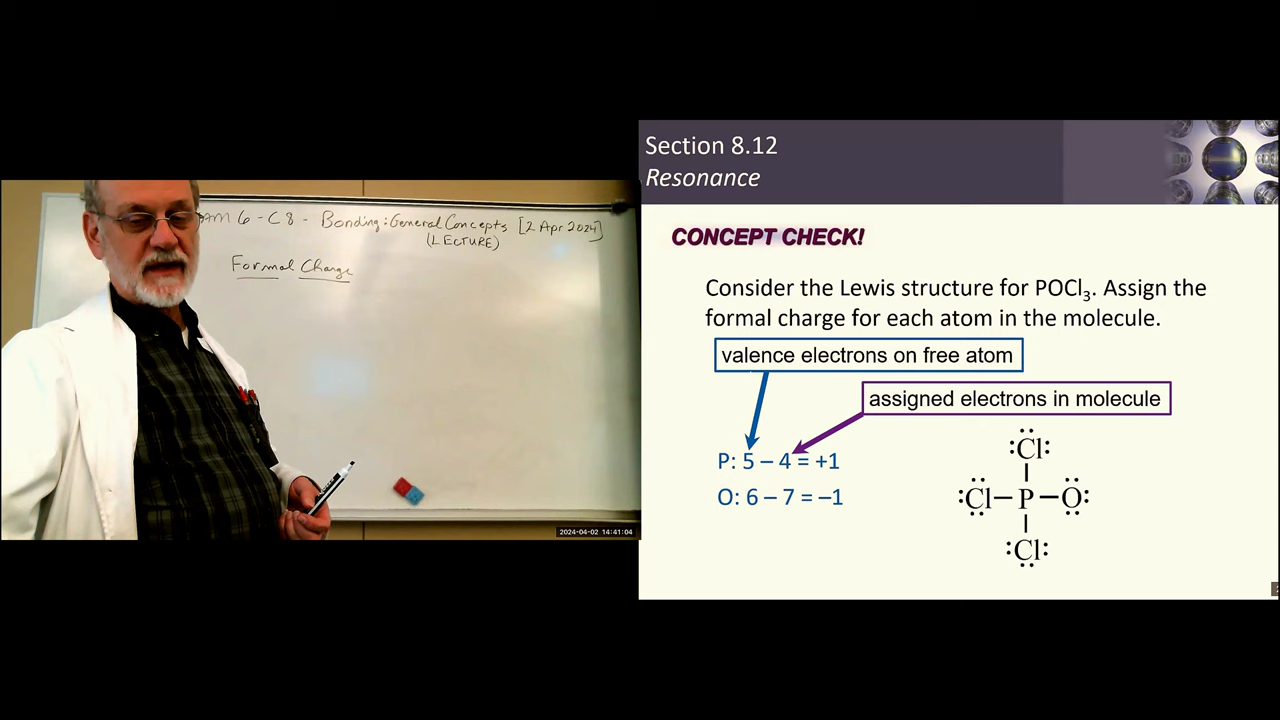 6 - C 8 - Bonding : General Concepts [2 Apr 2024]
(LECTURE)
Formal Charge
2024-04-02 14:41:04
Section 8.12
Resonance
CONCEPT CHECK!
Consider the Lewis structure for POCl₃. Assign the
formal charge for each atom in the molecule.
valence electrons on free atom
assigned electrons in molecule
P: 5 – 4 = +1
O: 6 – 7 = –1
:Cl:
:Cl–P–O:
:Cl: